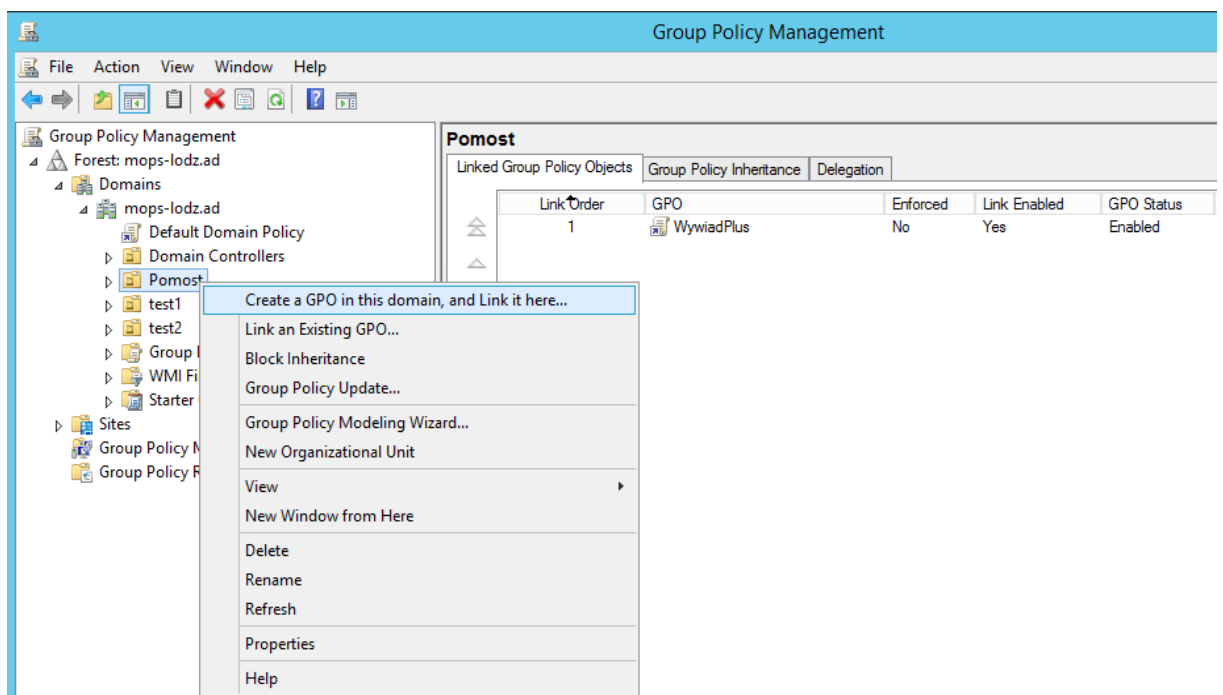 Group Policy Management
File Action View Window Help
Group Policy Management
Forest: mops-lodz.ad
Domains
mops-lodz.ad
Default Domain Policy
Domain Controllers
Pomost
test1
test2
Group
WMI Fi
Starter
Sites
Group Policy
Group Policy
Pomost
Linked Group Policy Objects Group Policy Inheritance Delegation
Link Order GPO Enforced Link Enabled GPO Status
1 WywiadPlus No Yes Enabled
Create a GPO in this domain, and Link it here...
Link an Existing GPO...
Block Inheritance
Group Policy Update...
Group Policy Modeling Wizard...
New Organizational Unit
View
New Window from Here
Delete
Rename
Refresh
Properties
Help